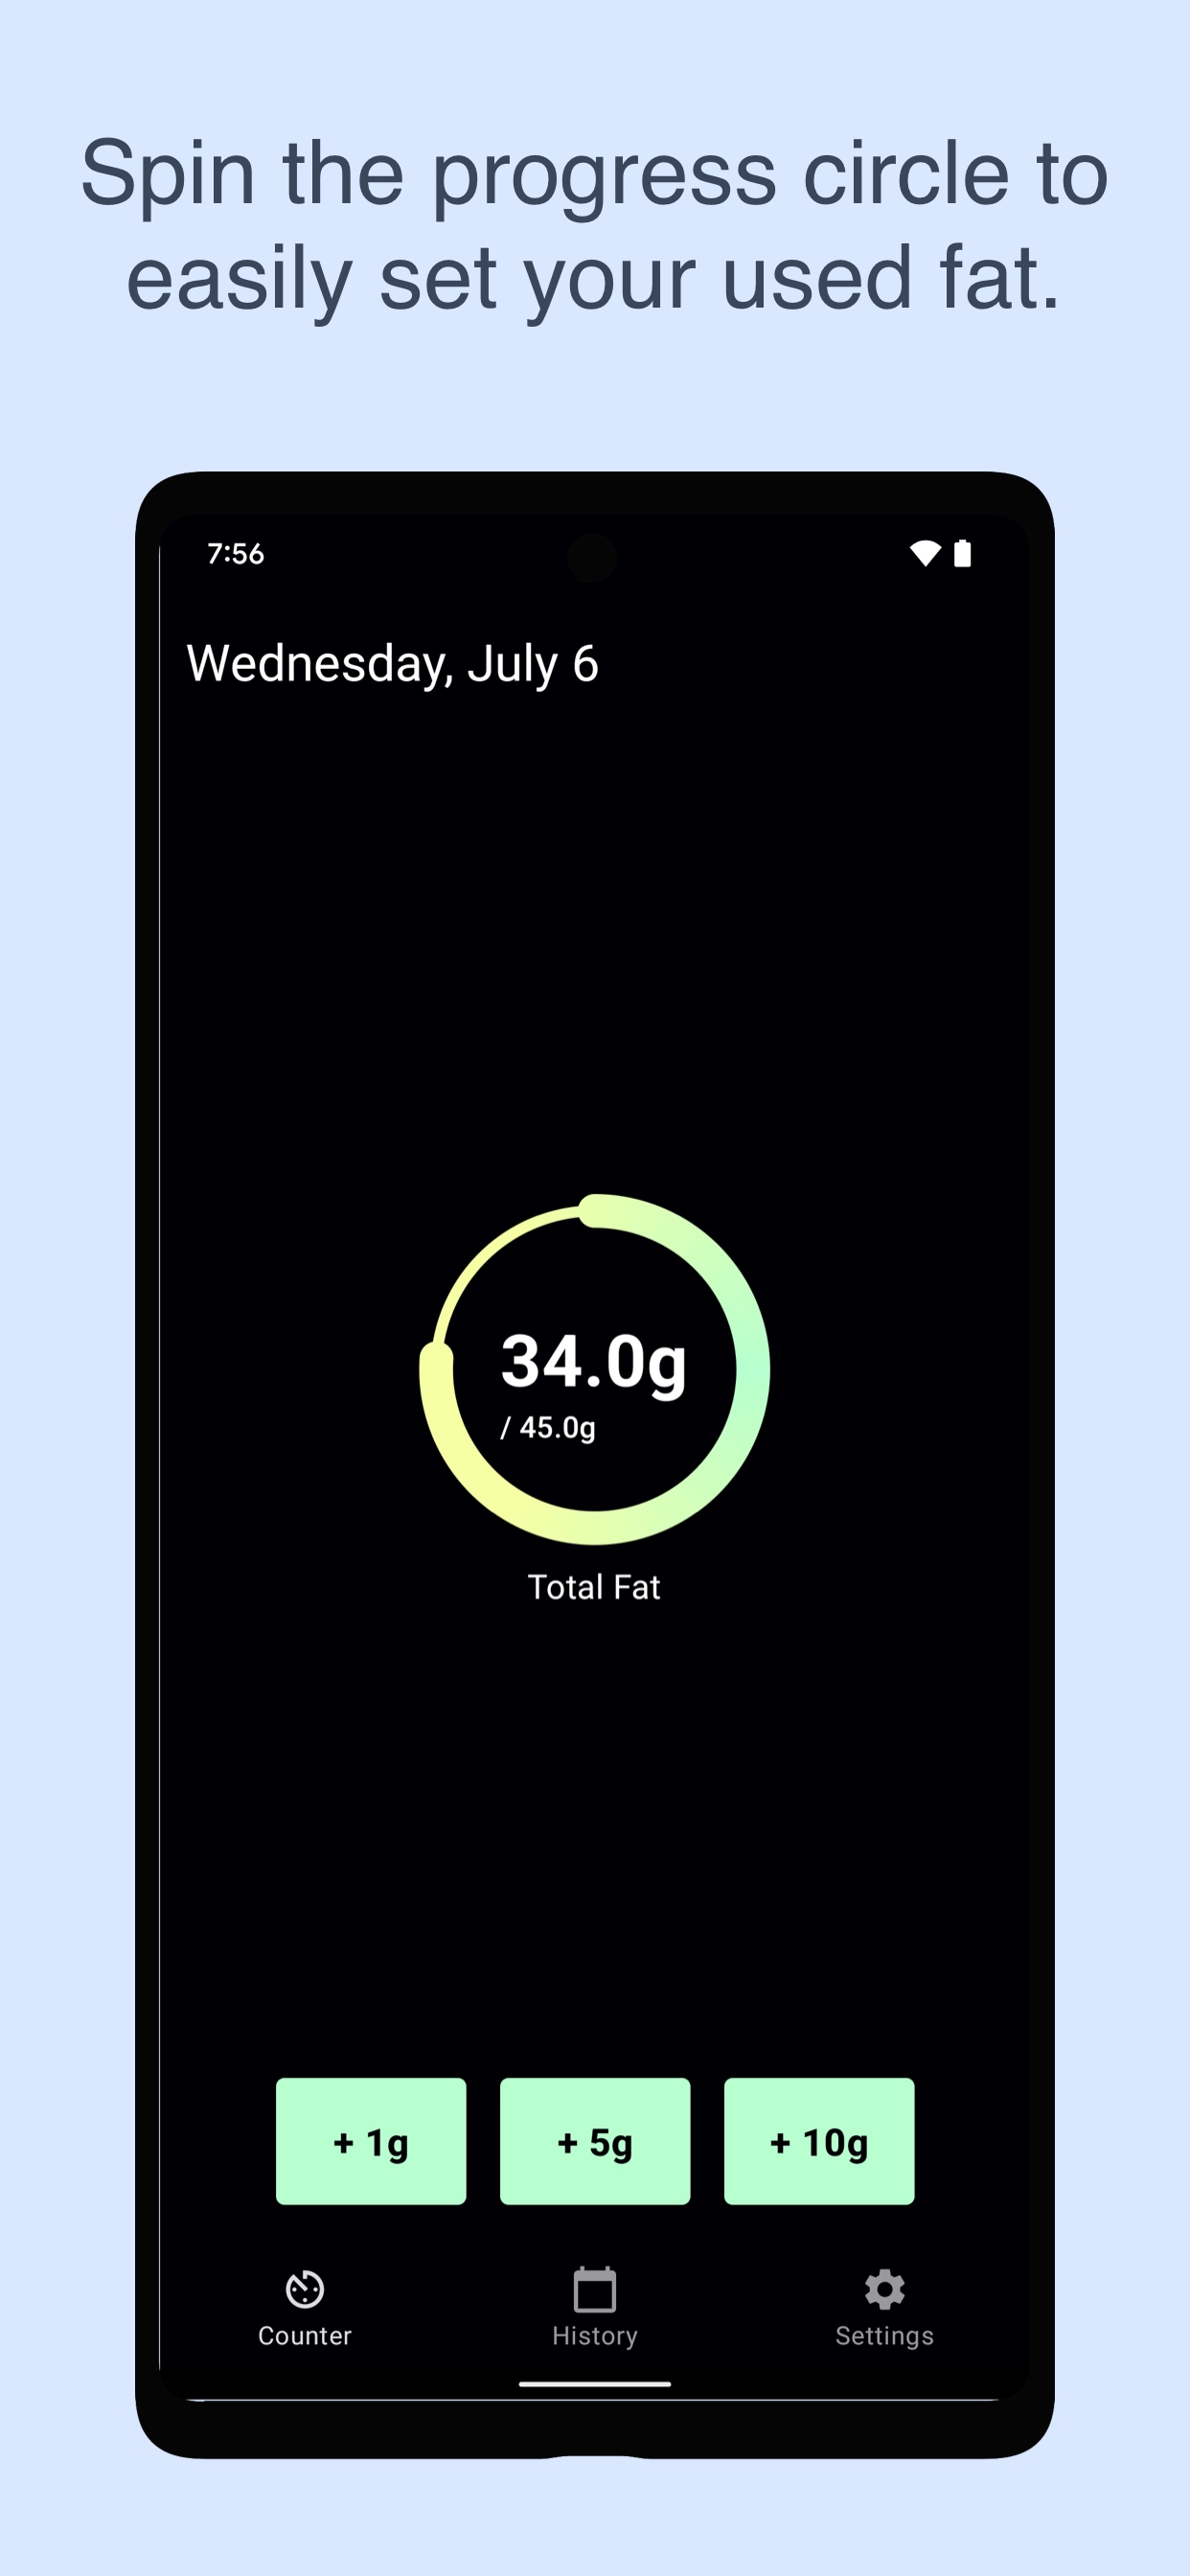 Spin the progress circle to
easily set your used fat.
7:56
Wednesday, July 6
34.0g
/ 45.0g
Total Fat
+ 1g
+ 5g
+ 10g
Counter
History
Settings